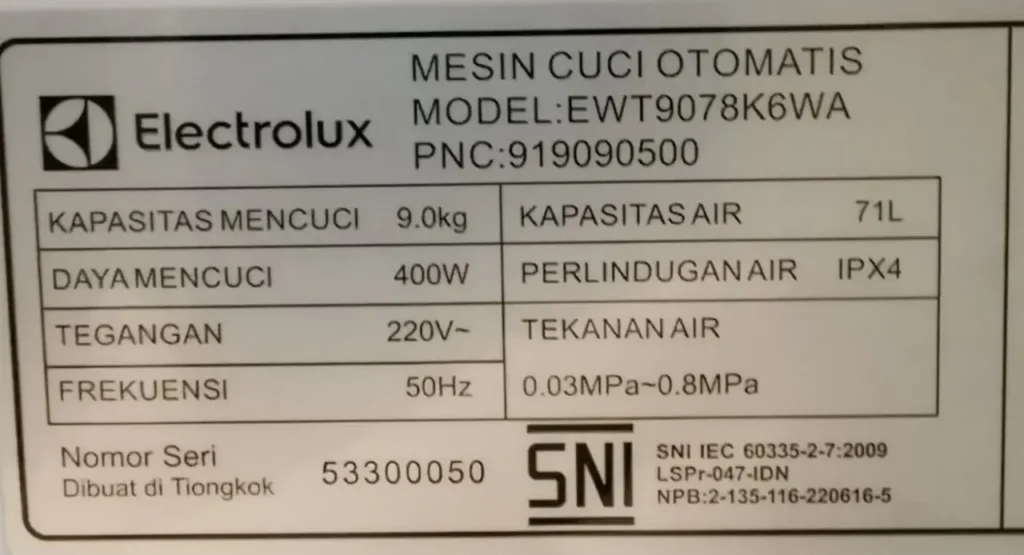 Electrolux
MESIN CUCI OTOMATIS
MODEL:EWT9078K6WA
PNC:919090500
KAPASITAS MENCUCI 9.0kg
KAPASITAS AIR 71L
DAYA MENCUCI 400W
PERLINDUGAN AIR IPX4
TEGANGAN 220V~
TEKANAN AIR
FREKUENSI 50Hz
0.03MPa~0.8MPa
Nomor Seri 53300050
Dibuat di Tiongkok
SNI
SNI IEC 60335-2-7:2009
LSPr-047-IDN
NPB:2-135-116-220616-5